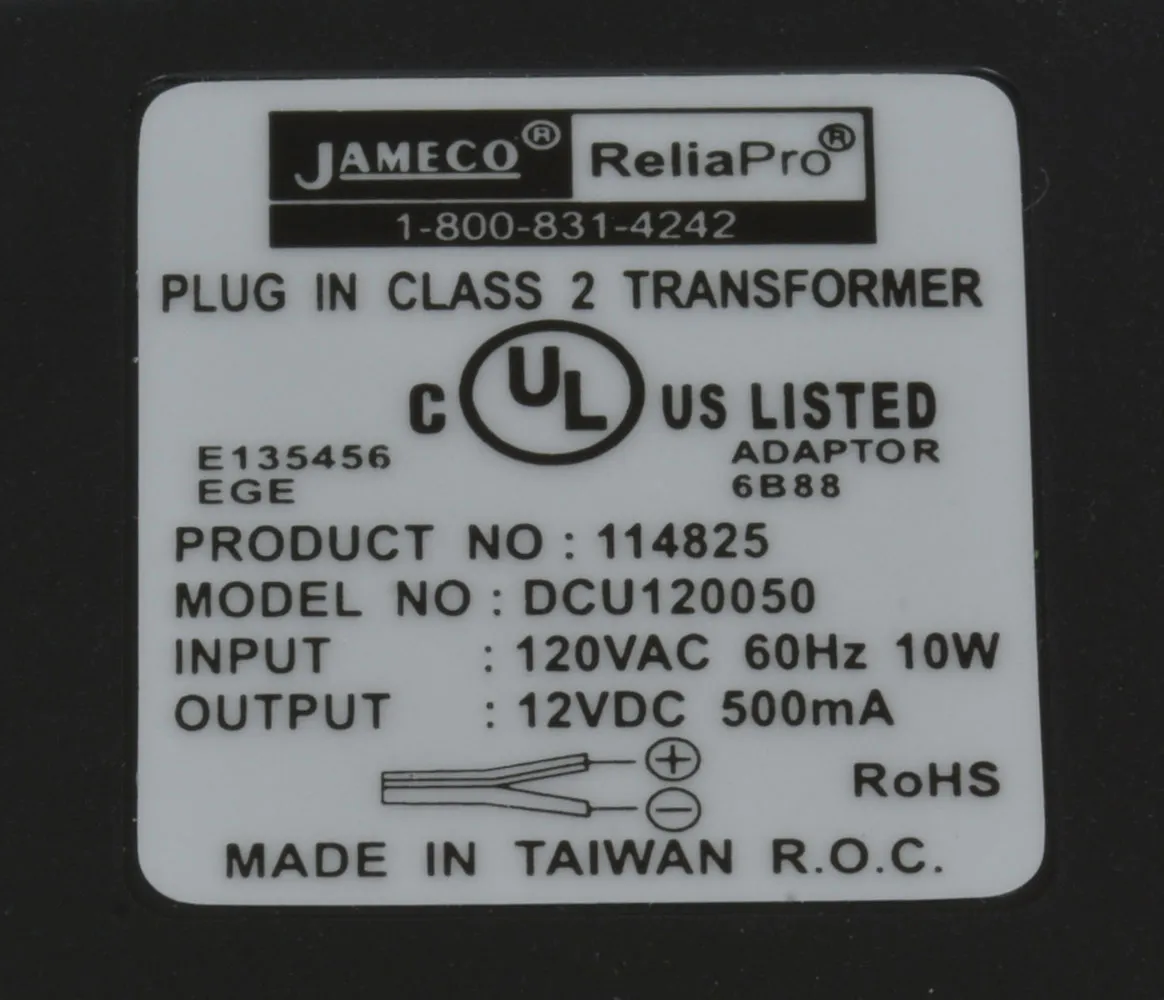 JAMECO® ReliaPro®
1-800-831-4242
PLUG IN CLASS 2 TRANSFORMER
C UL US LISTED
E135456 ADAPTOR
EGE 6B88
PRODUCT NO : 114825
MODEL NO : DCU120050
INPUT : 120VAC 60Hz 10W
OUTPUT : 12VDC 500mA
+
RoHS
−
MADE IN TAIWAN R.O.C.